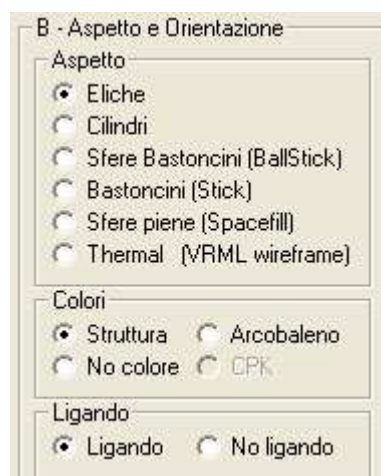 B - Aspetto e Orientazione
Aspetto
Eliche
Cilindri
Sfere Bastoncini (BallStick)
Bastoncini (Stick)
Sfere piene (Spacefill)
Thermal (VRML wireframe)
Colori
Struttura Arcobaleno
No colore CPK
Ligando
Ligando No ligando